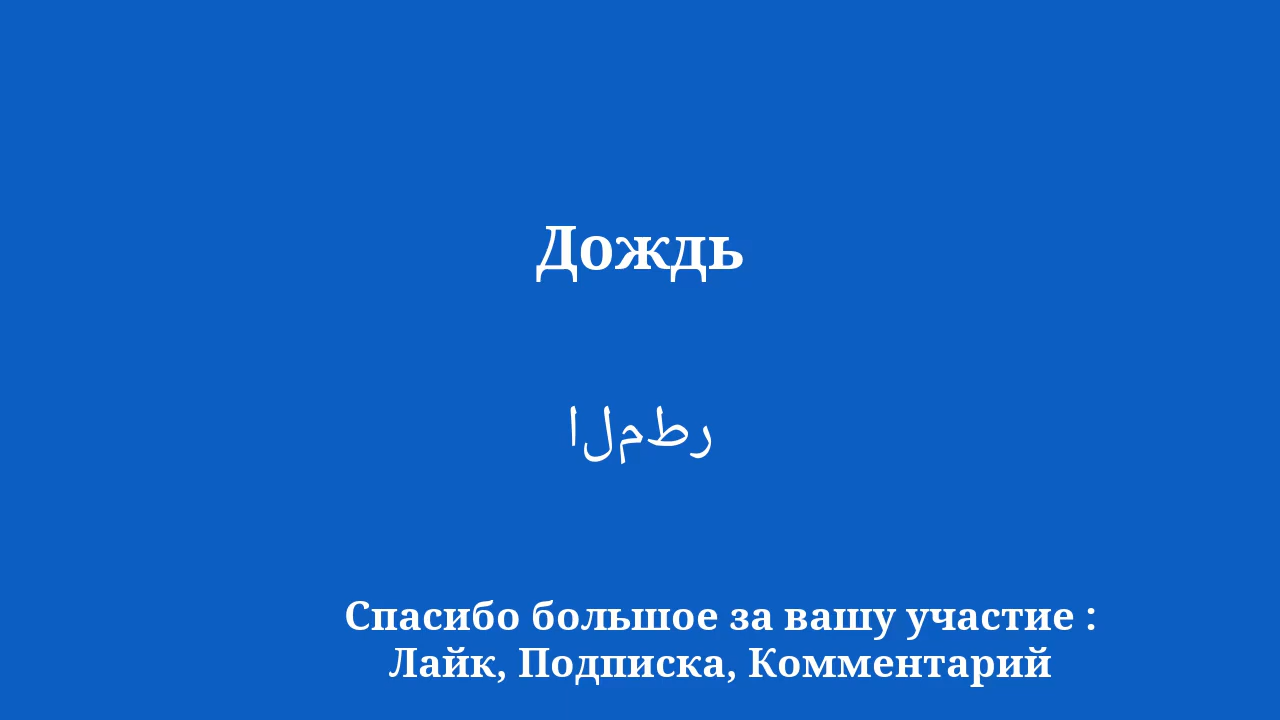 Дождь
المطر
Спасибо большое за вашу участие :
Лайк, Подписка, Комментарий